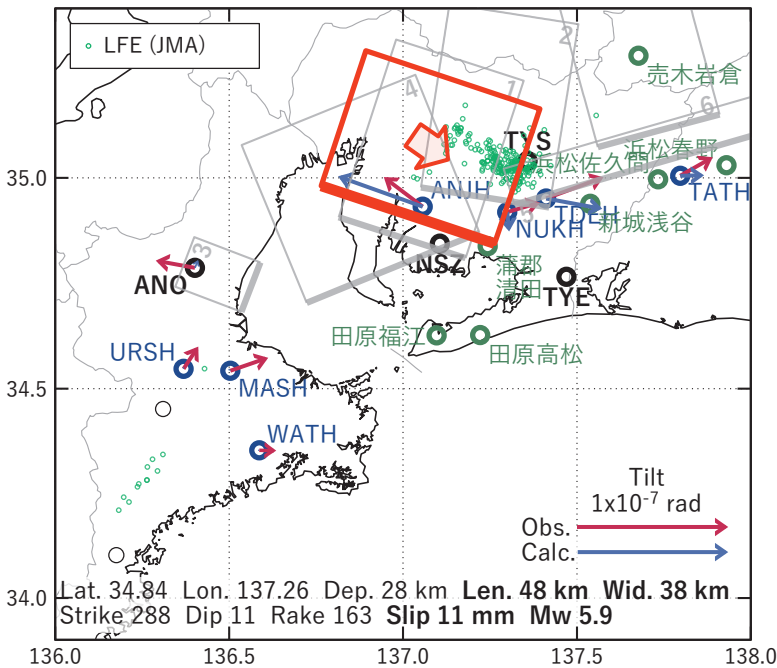 LFE (JMA)
2
売木岩倉
1
4
6
TYS
浜松春野
浜松佐久間
35.0
ANJH
TATH
TDEH
5
NUKH
新城浅谷
NSZ
3
蒲郡
清田
ANO
TYE
田原福江
URSH
田原高松
MASH
34.5
WATH
Tilt
1x10-7 rad
Obs.
Calc.
Lat. 34.84 Lon. 137.26 Dep. 28 km Len. 48 km Wid. 38 km
34.0
Strike 288 Dip 11 Rake 163 Slip 11 mm Mw 5.9
136.0 136.5 137.0 137.5 138.0